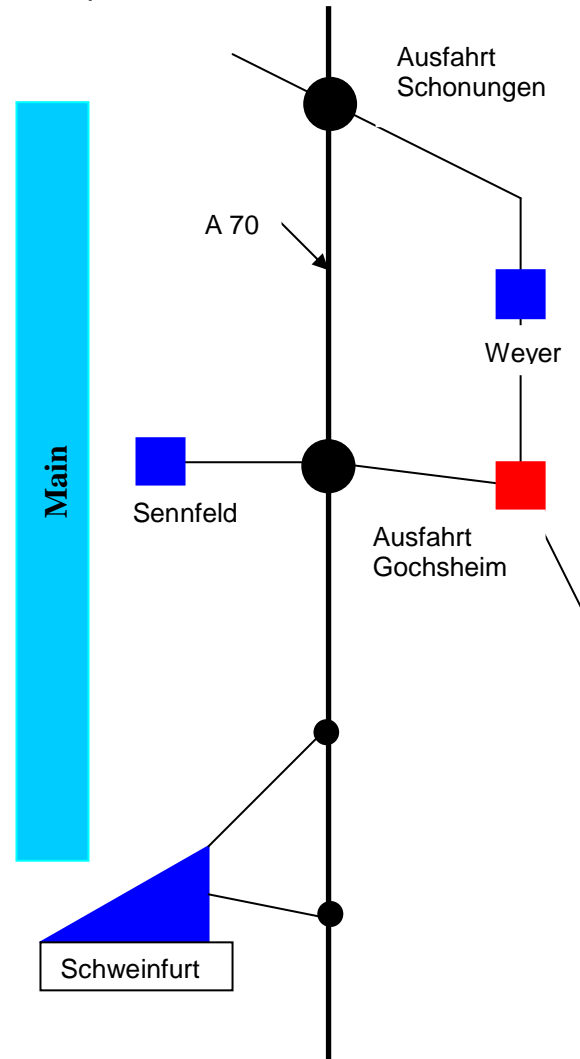 Ausfahrt
Schonungen
A 70
Weyer
Main
Sennfeld
Ausfahrt
Gochsheim
Schweinfurt